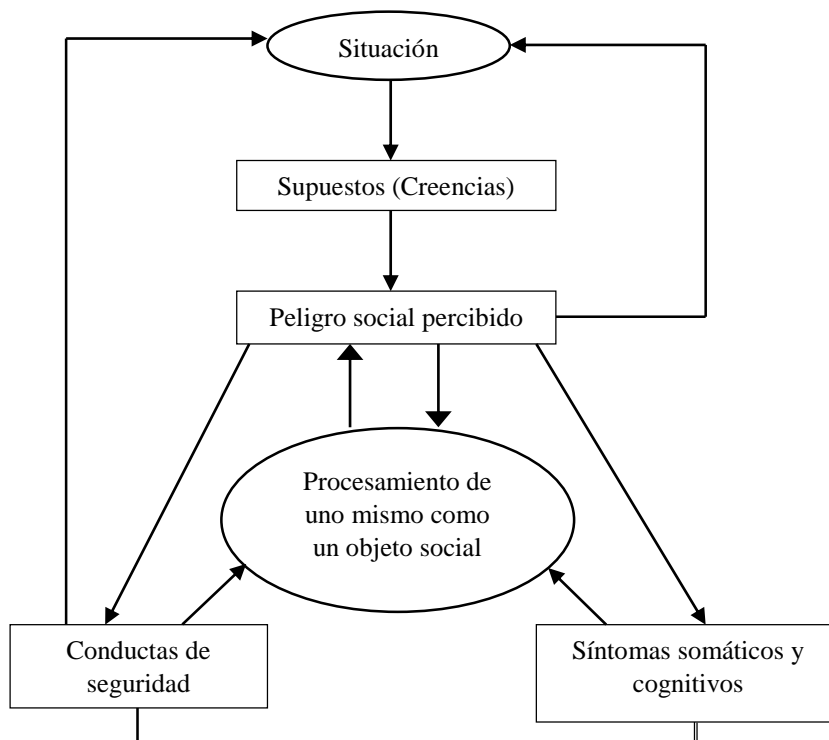 Situación
Supuestos (Creencias)
Peligro social percibido
Procesamiento de
uno mismo como
un objeto social
Conductas de
seguridad
Síntomas somáticos y
cognitivos